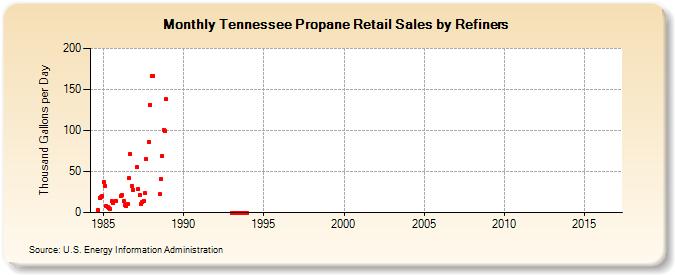 Monthly Tennessee Propane Retail Sales by Refiners
Thousand Gallons per Day
200
150
100
50
0
1985 1990 1995 2000 2005 2010 2015
Source: U.S. Energy Information Administration